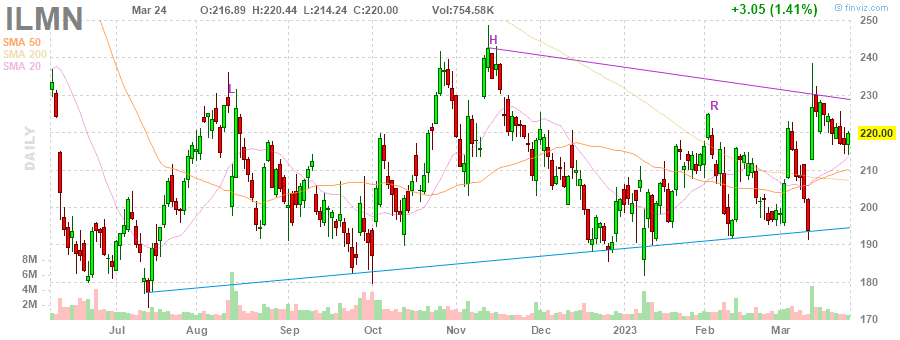 ILMN Mar 24 O:216.89 H:220.44 L:214.24 C:220.00 Vol:754.58K +3.05 (1.41%) © finviz.com
SMA 50
SMA 200
SMA 20
DAILY
L
H
R
250
240
230
220.00
210
200
190
180
170
8M
6M
4M
2M
Jul Aug Sep Oct Nov Dec 2023 Feb Mar